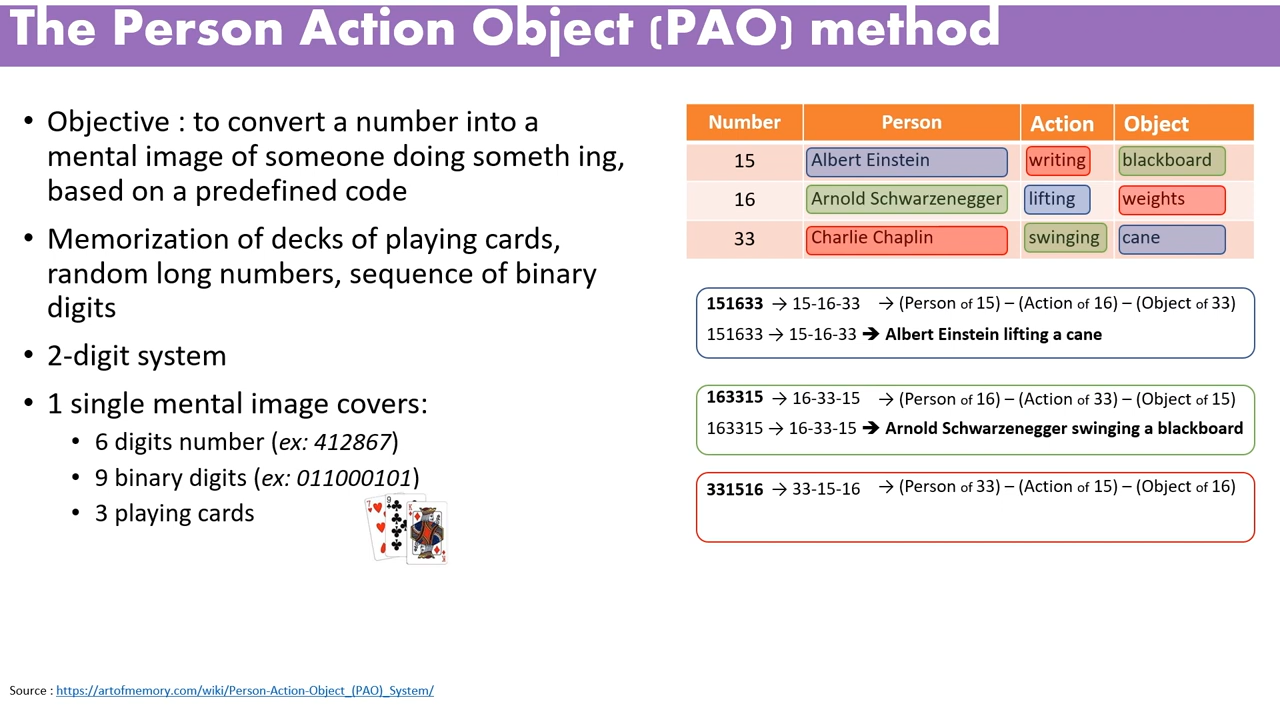 The Person Action Object (PAO) method
• Objective : to convert a number into a
mental image of someone doing someth ing,
based on a predefined code
• Memorization of decks of playing cards,
random long numbers, sequence of binary
digits
• 2-digit system
• 1 single mental image covers:
• 6 digits number (ex: 412867)
• 9 binary digits (ex: 011000101)
• 3 playing cards
Number Person Action Object
15 Albert Einstein writing blackboard
16 Arnold Schwarzenegger lifting weights
33 Charlie Chaplin swinging cane
151633 → 15-16-33 → (Person of 15) – (Action of 16) – (Object of 33)
151633 → 15-16-33 ➔ Albert Einstein lifting a cane
163315 → 16-33-15 → (Person of 16) – (Action of 33) – (Object of 15)
163315 → 16-33-15 ➔ Arnold Schwarzenegger swinging a blackboard
331516 → 33-15-16 → (Person of 33) – (Action of 15) – (Object of 16)
Source : https://artofmemory.com/wiki/Person-Action-Object_(PAO)_System/